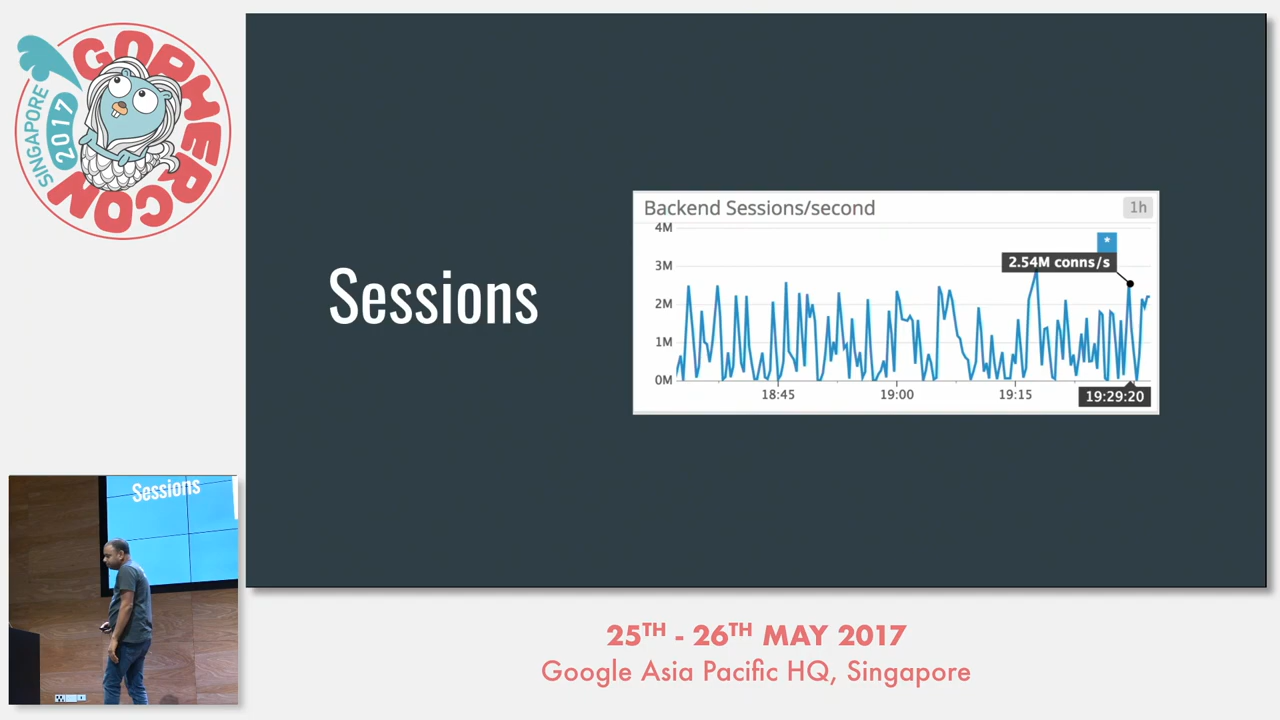 GOPHERCON
SINGAPORE
2017
Sessions
Backend Sessions/second
1h
4M
3M
2M
1M
0M
*
2.54M conns/s
18:45
19:00
19:15
19:29:20
Sessions
25TH - 26TH MAY 2017
Google Asia Pacific HQ, Singapore